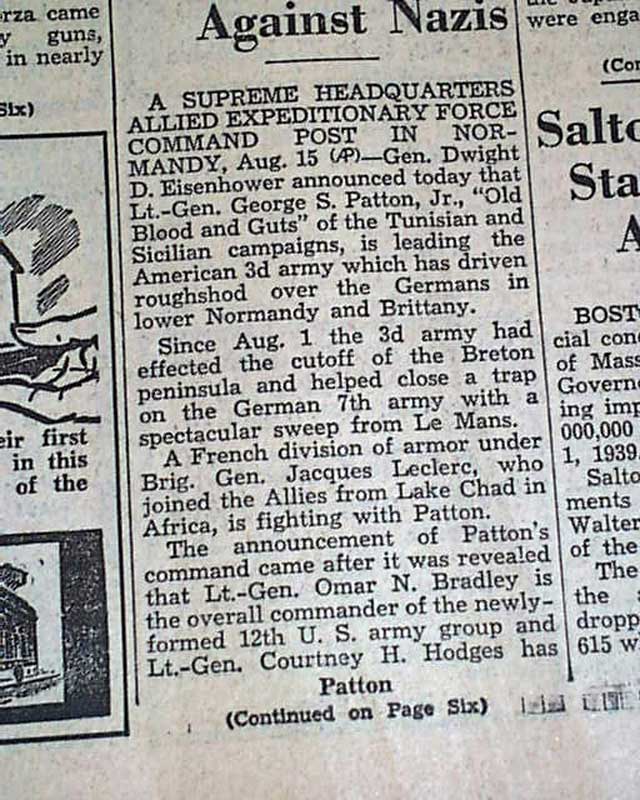 rza came
y guns,
in nearly
Six)
eir first
in this
of the
Against Nazis
A SUPREME HEADQUARTERS
ALLIED EXPEDITIONARY FORCE
COMMAND POST IN NOR-
MANDY, Aug. 15 (AP)—Gen. Dwight
D. Eisenhower announced today that
Lt.-Gen. George S. Patton, Jr., "Old
Blood and Guts" of the Tunisian and
Sicilian campaigns, is leading the
American 3d army which has driven
roughshod over the Germans in
lower Normandy and Brittany.
Since Aug. 1 the 3d army had
effected the cutoff of the Breton
peninsula and helped close a trap
on the German 7th army with a
spectacular sweep from Le Mans.
A French division of armor under
Brig. Gen. Jacques Leclerc, who
joined the Allies from Lake Chad in
Africa, is fighting with Patton.
The announcement of Patton's
command came after it was revealed
that Lt.-Gen. Omar N. Bradley is
the overall commander of the newly-
formed 12th U. S. army group and
Lt.-Gen. Courtney H. Hodges has
Patton
(Continued on Page Six)
were enga
(Con
Salto
Sta
A
BOST
cial con
of Mass
Govern
ing imp
000,000
1, 1939.
Salto
ments
Walter
of the
The
the
dropp
615 w